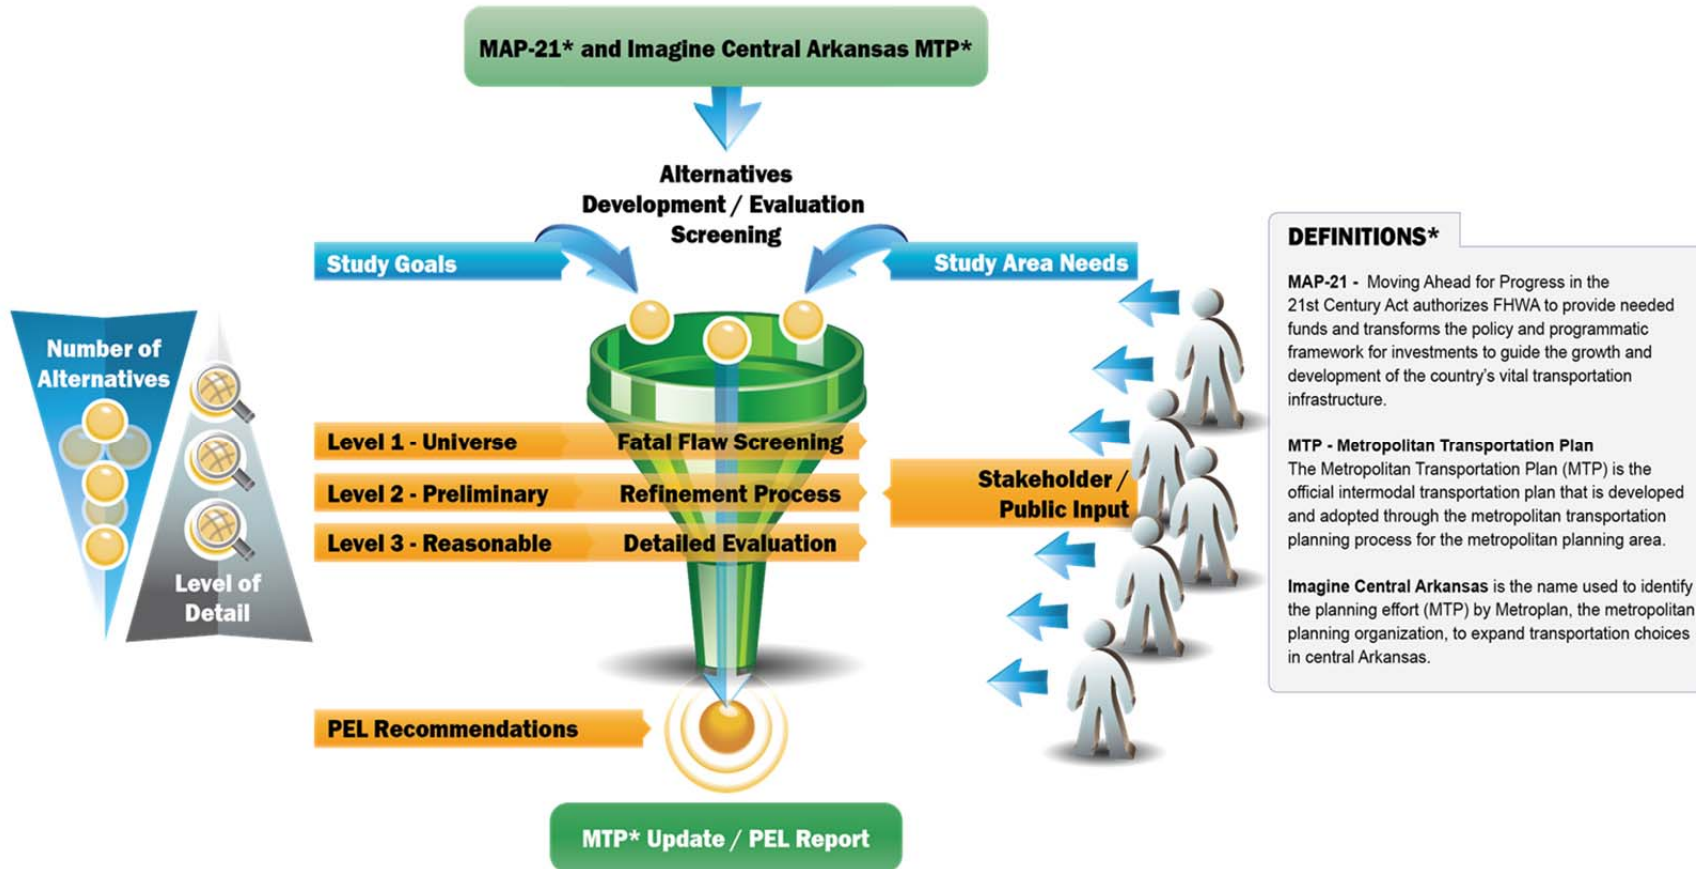 MAP-21* and Imagine Central Arkansas MTP*
Alternatives
Development / Evaluation
Screening
Study Goals
Study Area Needs
Number of
Alternatives
Level of
Detail
Level 1 - Universe
Fatal Flaw Screening
Level 2 - Preliminary
Refinement Process
Level 3 - Reasonable
Detailed Evaluation
Stakeholder /
Public Input
PEL Recommendations
MTP* Update / PEL Report
DEFINITIONS*
MAP-21 - Moving Ahead for Progress in the
21st Century Act authorizes FHWA to provide needed
funds and transforms the policy and programmatic
framework for investments to guide the growth and
development of the country's vital transportation
infrastructure.
MTP - Metropolitan Transportation Plan
The Metropolitan Transportation Plan (MTP) is the
official intermodal transportation plan that is developed
and adopted through the metropolitan transportation
planning process for the metropolitan planning area.
Imagine Central Arkansas is the name used to identify
the planning effort (MTP) by Metroplan, the metropolitan
planning organization, to expand transportation choices
in central Arkansas.